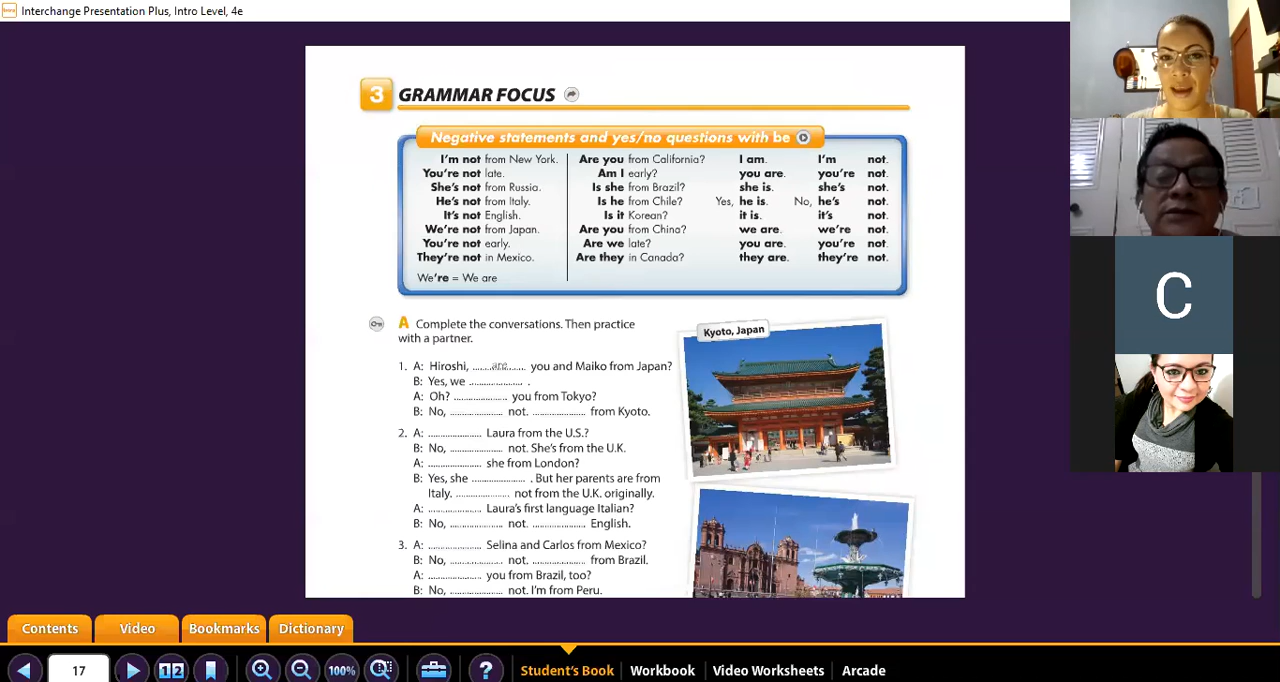 Interchange Presentation Plus, Intro Level, 4e
3 GRAMMAR FOCUS
Negative statements and yes/no questions with be
I'm not from New York. Are you from California? I am. I'm not.
You're not late. Am I early? you are. you're not.
She's not from Russia. Is she from Brazil? she is. she's not.
He's not from Italy. Is he from Chile? Yes, he is. No, he's not.
It's not English. Is it Korean? it is. it's not.
We're not from Japan. Are you from China? we are. we're not.
You're not early. Are we late? you are. you're not.
They're not in Mexico. Are they in Canada? they are. they're not.
We're = We are
A Complete the conversations. Then practice
with a partner.
Kyoto, Japan
1. A: Hiroshi, ........are........ you and Maiko from Japan?
B: Yes, we .................... .
A: Oh? .................... you from Tokyo?
B: No, .................... not. .................... from Kyoto.
2. A: .................... Laura from the U.S.?
B: No, .................... not. She's from the U.K.
A: .................... she from London?
B: Yes, she .................... . But her parents are from
Italy. .................... not from the U.K. originally.
A: .................... Laura's first language Italian?
B: No, .................... not. .................... English.
3. A: .................... Selina and Carlos from Mexico?
B: No, .................... not. .................... from Brazil.
A: .................... you from Brazil, too?
B: No, .................... not. I'm from Peru.
C
Contents Video Bookmarks Dictionary
17 12 100% ? Student's Book Workbook Video Worksheets Arcade